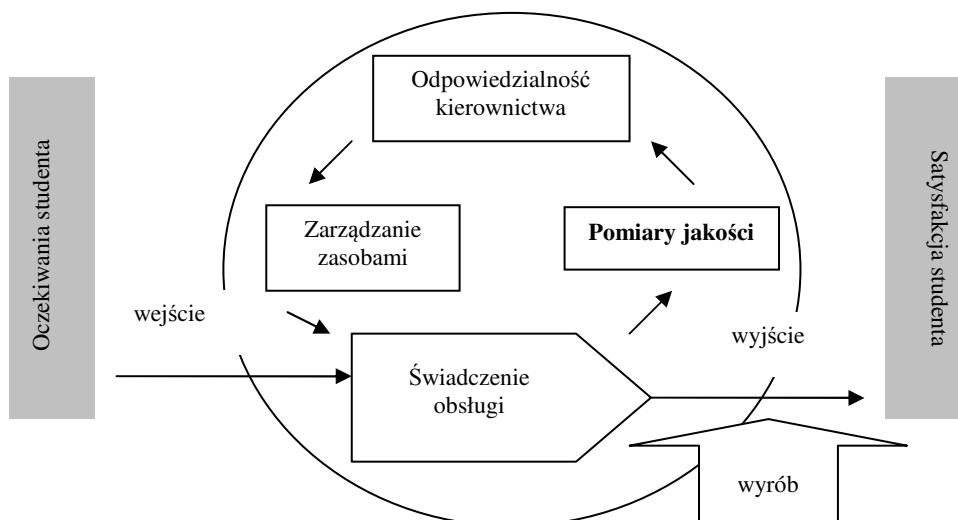 Odpowiedzialność
kierownictwa
Oczekiwania studenta
Satysfakcja studenta
Zarządzanie
zasobami
Pomiary jakości
wejście
wyjście
Świadczenie
obsługi
wyrób